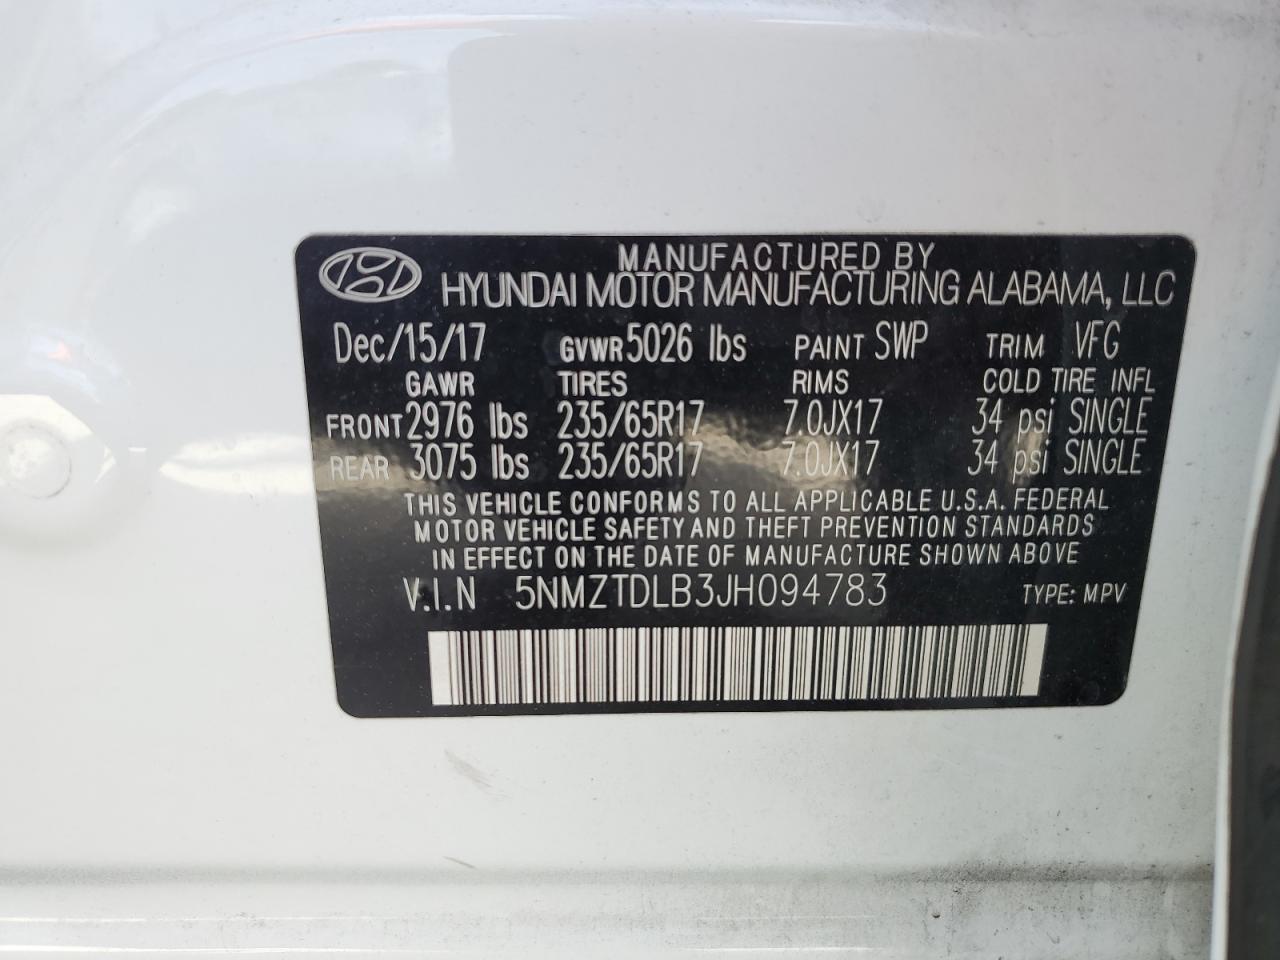 MANUFACTURED BY
HYUNDAI MOTOR MANUFACTURING ALABAMA, LLC
Dec/15/17 GVWR 5026 lbs PAINT SWP TRIM VFG
GAWR TIRES RIMS COLD TIRE INFL
FRONT 2976 lbs 235/65R17 7.0JX17 34 psi SINGLE
REAR 3075 lbs 235/65R17 7.0JX17 34 psi SINGLE
THIS VEHICLE CONFORMS TO ALL APPLICABLE U.S.A. FEDERAL
MOTOR VEHICLE SAFETY AND THEFT PREVENTION STANDARDS
IN EFFECT ON THE DATE OF MANUFACTURE SHOWN ABOVE
V.I.N 5NMZTDLB3JH094783 TYPE: MPV